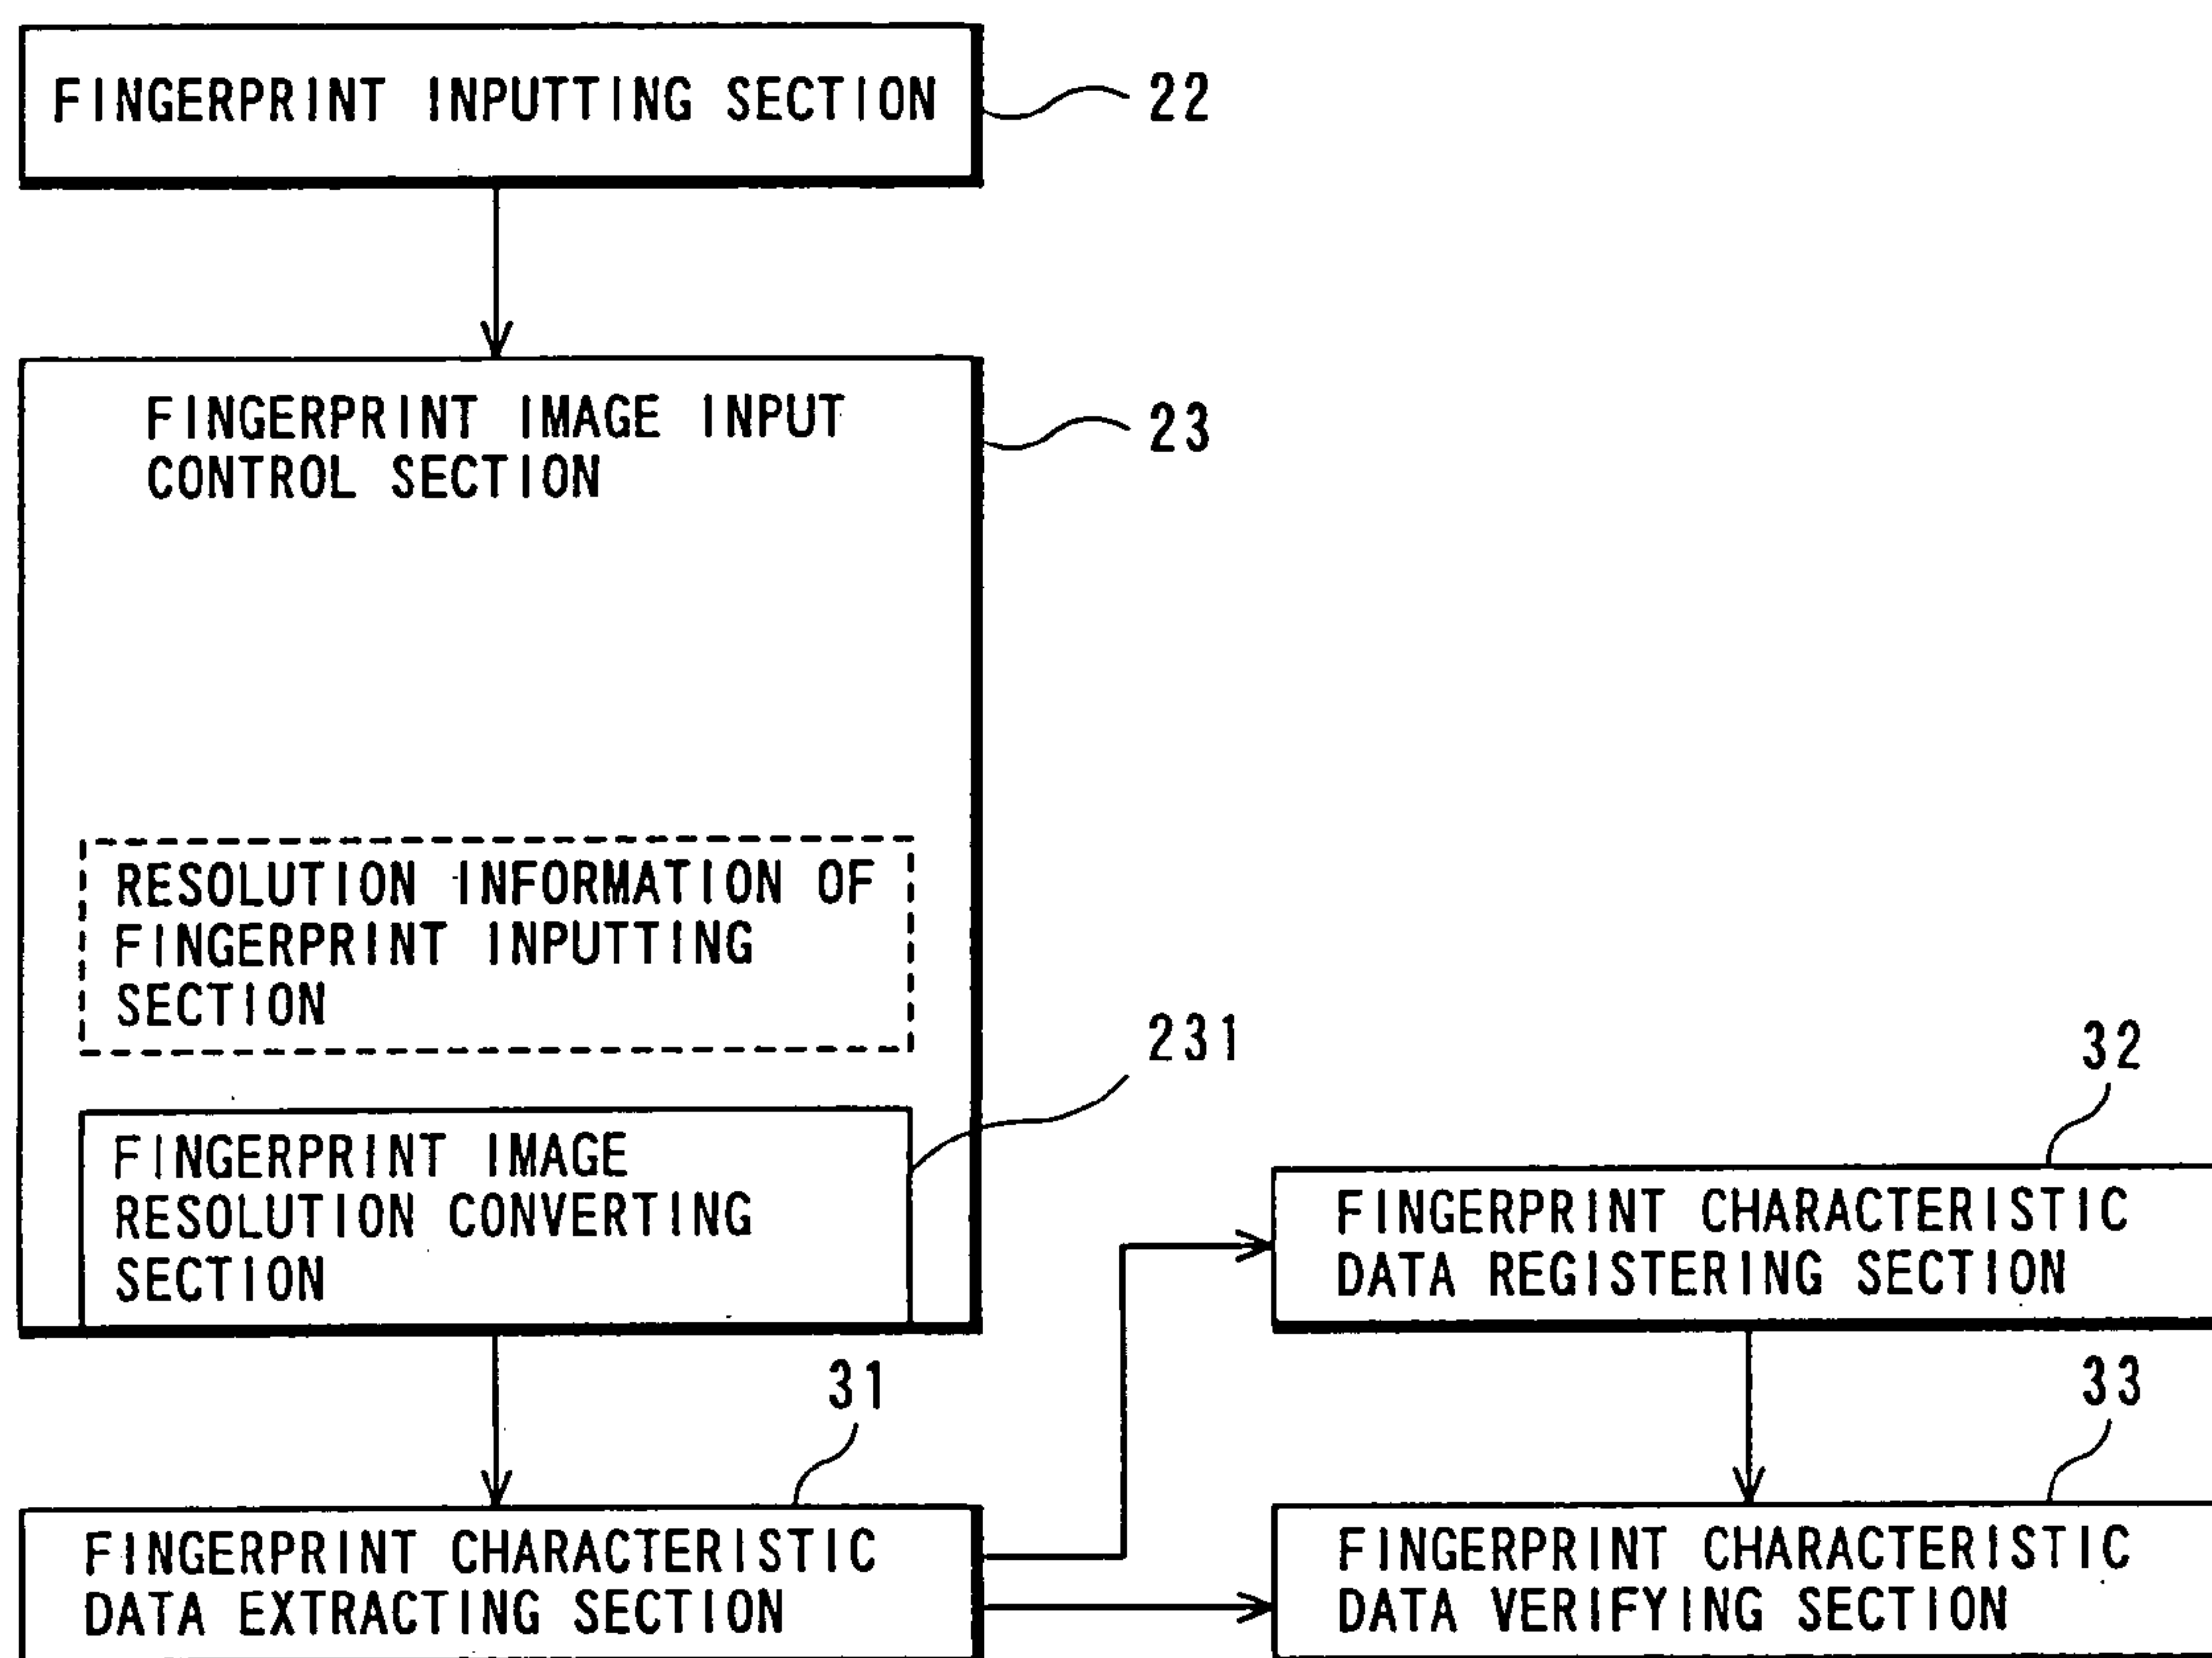 FINGERPRINT INPUTTING SECTION
22
FINGERPRINT IMAGE INPUT
CONTROL SECTION
23
RESOLUTION INFORMATION OF
FINGERPRINT INPUTTING
SECTION
231
FINGERPRINT IMAGE
RESOLUTION CONVERTING
SECTION
32
FINGERPRINT CHARACTERISTIC
DATA REGISTERING SECTION
31
33
FINGERPRINT CHARACTERISTIC
DATA EXTRACTING SECTION
FINGERPRINT CHARACTERISTIC
DATA VERIFYING SECTION